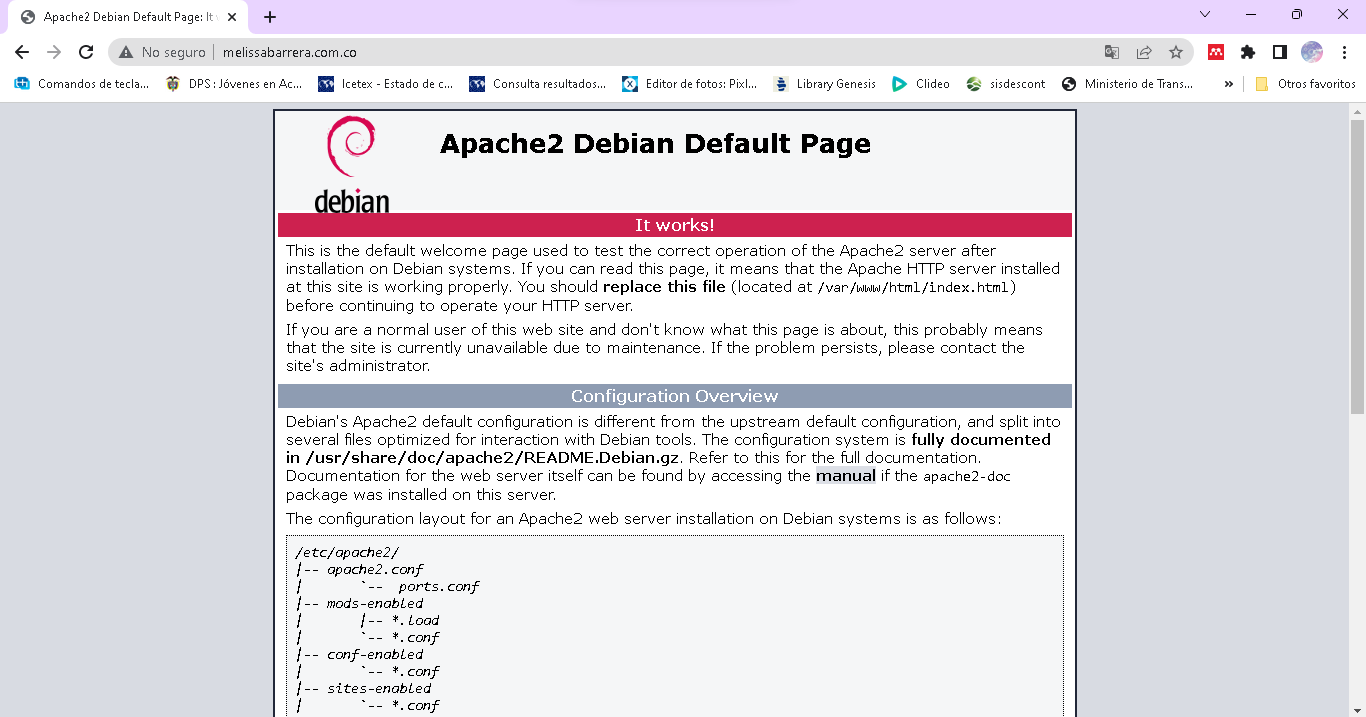 Apache2 Debian Default Page: It w
No seguro
melissabarrera.com.co
Comandos de tecla...
DPS : Jóvenes en Ac...
Icetex - Estado de c...
Consulta resultados...
Editor de fotos: Pixl...
Library Genesis
Clideo
sisdescont
Ministerio de Trans...
»
Otros favoritos
debian
Apache2 Debian Default Page
It works!
This is the default welcome page used to test the correct operation of the Apache2 server after
installation on Debian systems. If you can read this page, it means that the Apache HTTP server installed
at this site is working properly. You should replace this file (located at /var/www/html/index.html)
before continuing to operate your HTTP server.
If you are a normal user of this web site and don't know what this page is about, this probably means
that the site is currently unavailable due to maintenance. If the problem persists, please contact the
site's administrator.
Configuration Overview
Debian's Apache2 default configuration is different from the upstream default configuration, and split into
several files optimized for interaction with Debian tools. The configuration system is fully documented
in /usr/share/doc/apache2/README.Debian.gz. Refer to this for the full documentation.
Documentation for the web server itself can be found by accessing the manual if the apache2-doc
package was installed on this server.
The configuration layout for an Apache2 web server installation on Debian systems is as follows:
/etc/apache2/
|-- apache2.conf
|       `--  ports.conf
|-- mods-enabled
|       |-- *.load
|       `-- *.conf
|-- conf-enabled
|       `-- *.conf
|-- sites-enabled
|       `-- *.conf